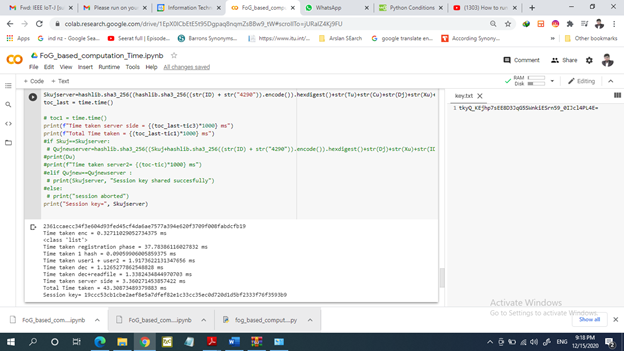 Fwd: IEEE IoT-J (s
Please run on you
Please run on your
Information Techn
FoG_based_comp
WhatsApp
Python Conditions
(1303) How to run
colab.research.google.com/drive/
Apps
ind nz - Google Sea...
Seerat full | Episode...
Barrons Synonyms...
https://www.itu.int/...
Arslan SEarch
google translate en...
According Synony...
Other bookmarks
FoG_based_computation_Time.ipynb
File Edit View Insert Runtime Tools Help All changes saved
Comment
Share
+ Code + Text
RAM
Disk
Editing
Skujserver=hashlib.sha3_256((hashlib.sha3_256((str(ID) + str("4290")).encode()).hexdigest()+str(Tu)+str(Cu)+str(Dj)+str(Xu)+
toc_last = time.time()
# toc1 = time.time()
print(f"Time taken server side = {(toc_last-tic3)*1000} ms")
print(f"Total Time taken = {(toc_last-tic1)*1000} ms")
#if Skuj==Skujserver:
# Qujnewserver=hashlib.sha3_256((Skuj+hashlib.sha3_256((str(ID) + str("4290")).encode()).hexdigest()+str(Dj)+str(Xu)+str(ID
#print(Du)
#print(f"Time taken server2= {(toc-tic)*1000} ms")
#elif Qujnew==Qujnewserver :
# print(Skujserver, "Session key shared succesfully")
#else:
# print("session aborted")
print("Session key=", Skujserver)
2361ccaecc34f3e604d93fed45cf4da6ae7577a394e620f3709f008fabdcfb19
Time taken enc = 0.32711029052734375 ms
<class 'list'>
Time taken registration phase = 37.78386116027832 ms
Time taken 1 hash = 0.09059906005859375 ms
Time taken user1 + user2 = 1.9173622131347656 ms
Time taken dec = 1.1265277862548828 ms
Time taken dec+readfile = 1.3382434844970703 ms
Time taken server side = 3.360271453857422 ms
Total Time taken = 43.30873489379883 ms
Session key= 19ccc53cb1cbe2aef8e5a7dfef82e1c33cc35ec0d720d1d5bf2333f76f3593b9
key.txt
1
Activate Windows
Go to Settings to activate Windows
FoG_based_com....ipynb
FoG_based_com....ipynb
fog_based_comput....py
Show all
9:18 PM
12/15/2020